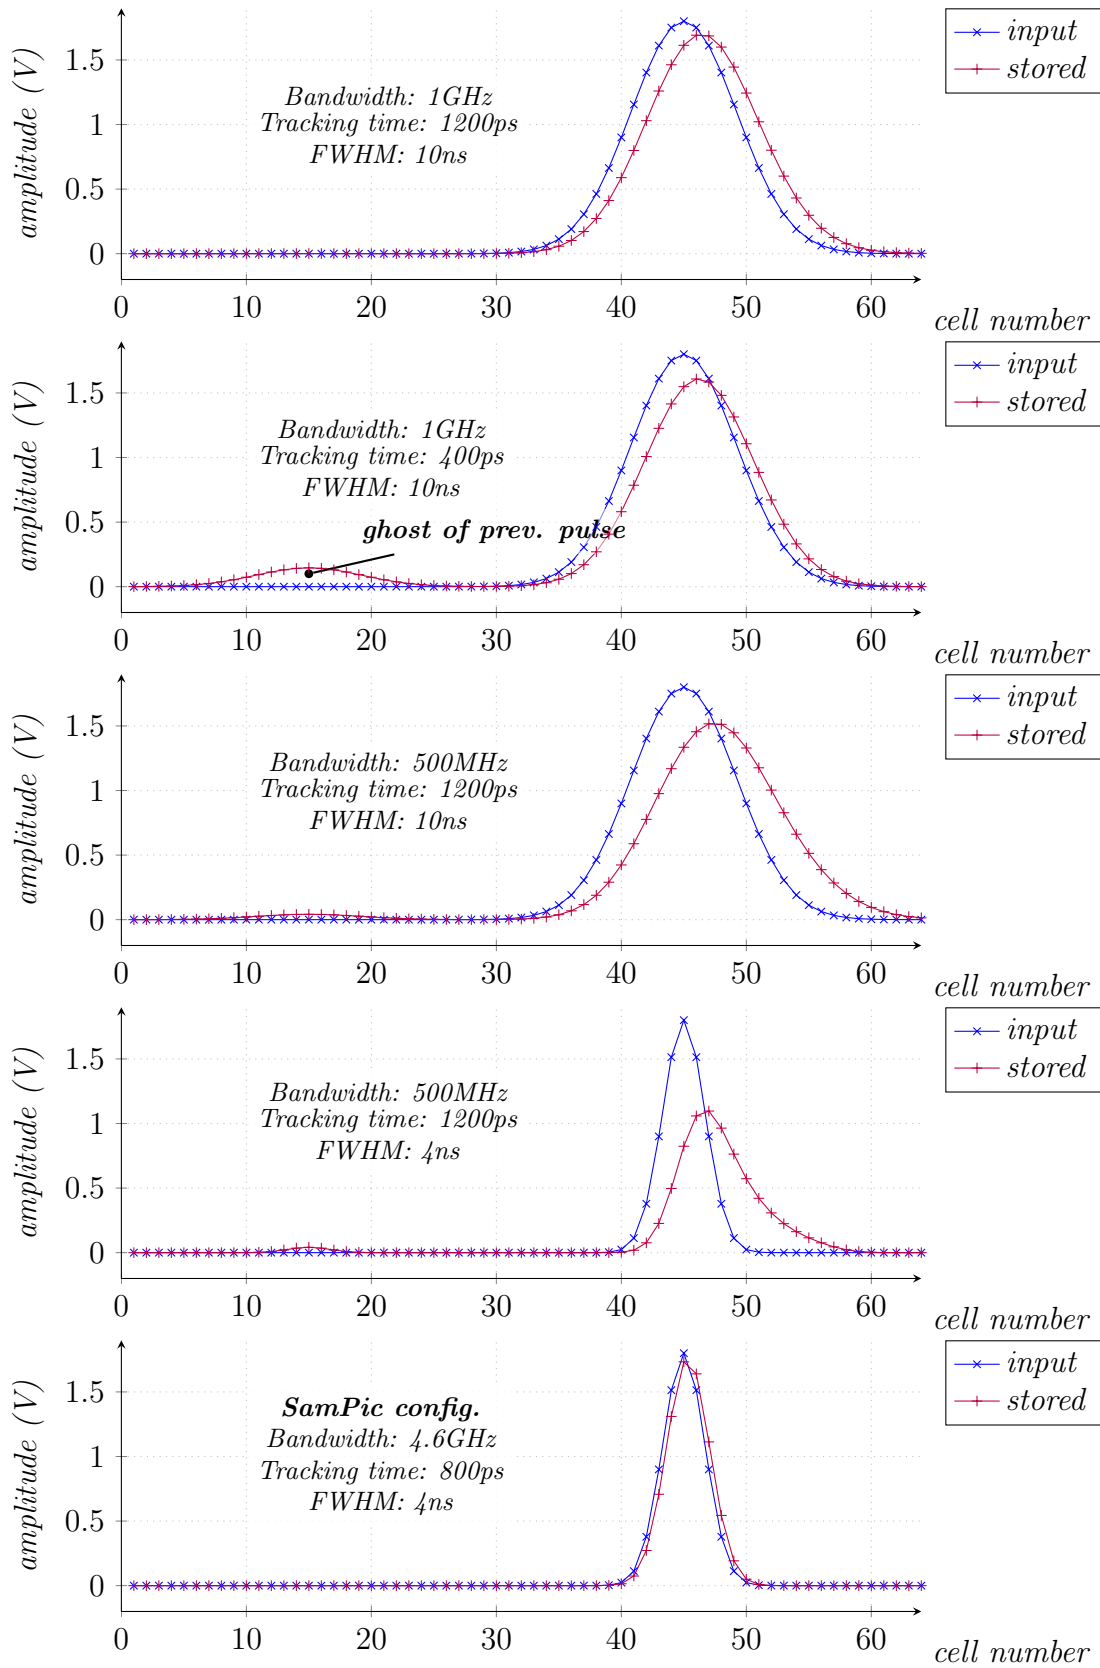 input
stored
amplitude (V)
1.5
1
0.5
0
Bandwidth: 1GHz
Tracking time: 1200ps
FWHM: 10ns
0 10 20 30 40 50 60
cell number
input
stored
amplitude (V)
1.5
1
0.5
0
Bandwidth: 1GHz
Tracking time: 400ps
FWHM: 10ns
ghost of prev. pulse
0 10 20 30 40 50 60
cell number
input
stored
amplitude (V)
1.5
1
0.5
0
Bandwidth: 500MHz
Tracking time: 1200ps
FWHM: 10ns
0 10 20 30 40 50 60
cell number
input
stored
amplitude (V)
1.5
1
0.5
0
Bandwidth: 500MHz
Tracking time: 1200ps
FWHM: 4ns
0 10 20 30 40 50 60
cell number
input
stored
amplitude (V)
1.5
1
0.5
0
SamPic config.
Bandwidth: 4.6GHz
Tracking time: 800ps
FWHM: 4ns
0 10 20 30 40 50 60
cell number